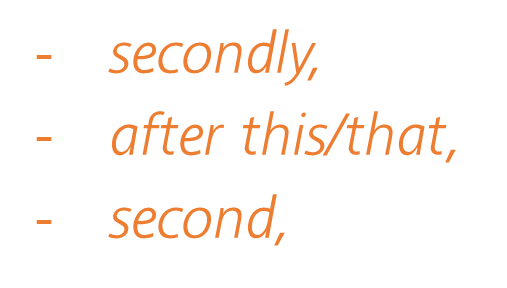 - secondly,
- after this/that,
- second,